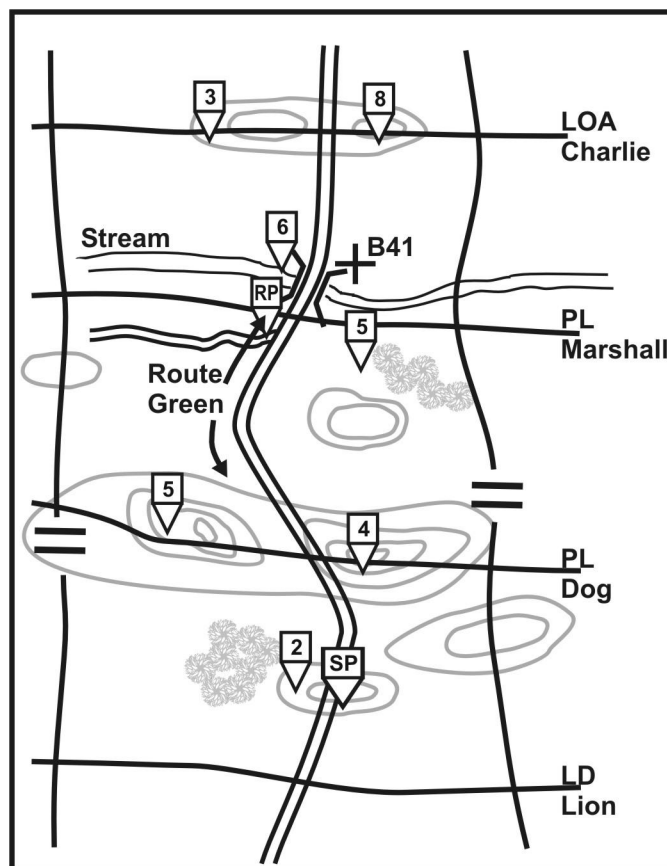 3
8
LOA
Charlie
6
Stream
B41
RP
5
PL
Marshall
Route
Green
5
4
PL
Dog
2
SP
LD
Lion